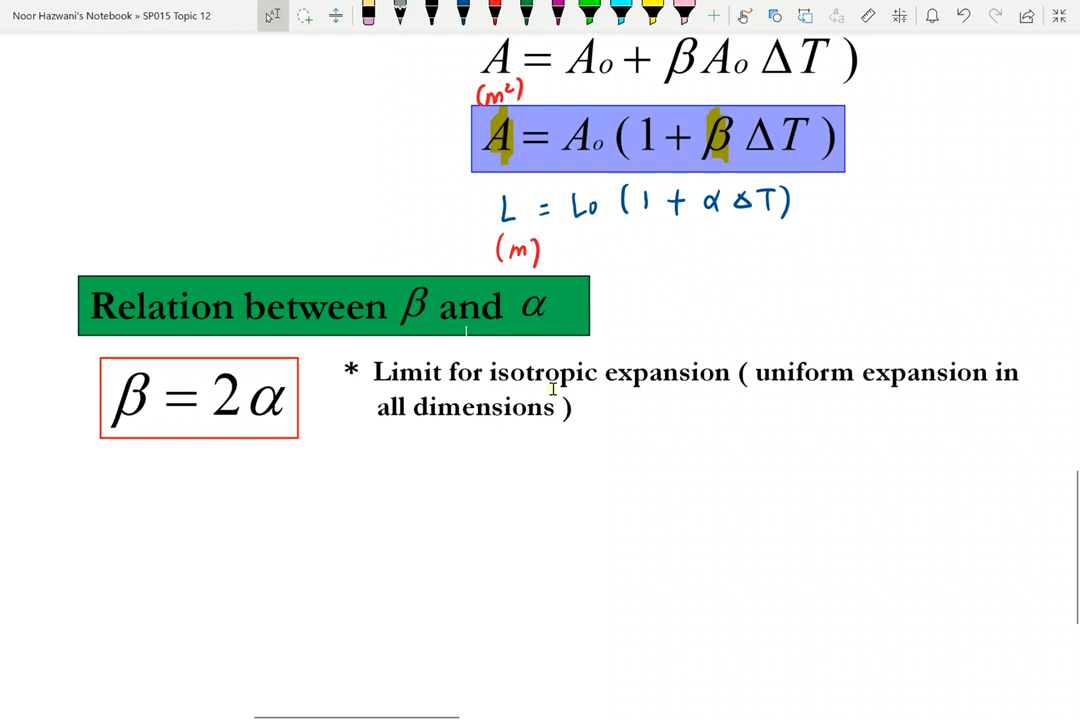 Noor Hazwani's Notebook » SP015 Topic 12
A = Ao + βAo ΔT )
(m²)
A = Ao ( 1 + β ΔT )
L = Lo ( 1 + α ΔT)
(m)
Relation between β and α
β = 2α
* Limit for isotropic expansion ( uniform expansion in
all dimensions )